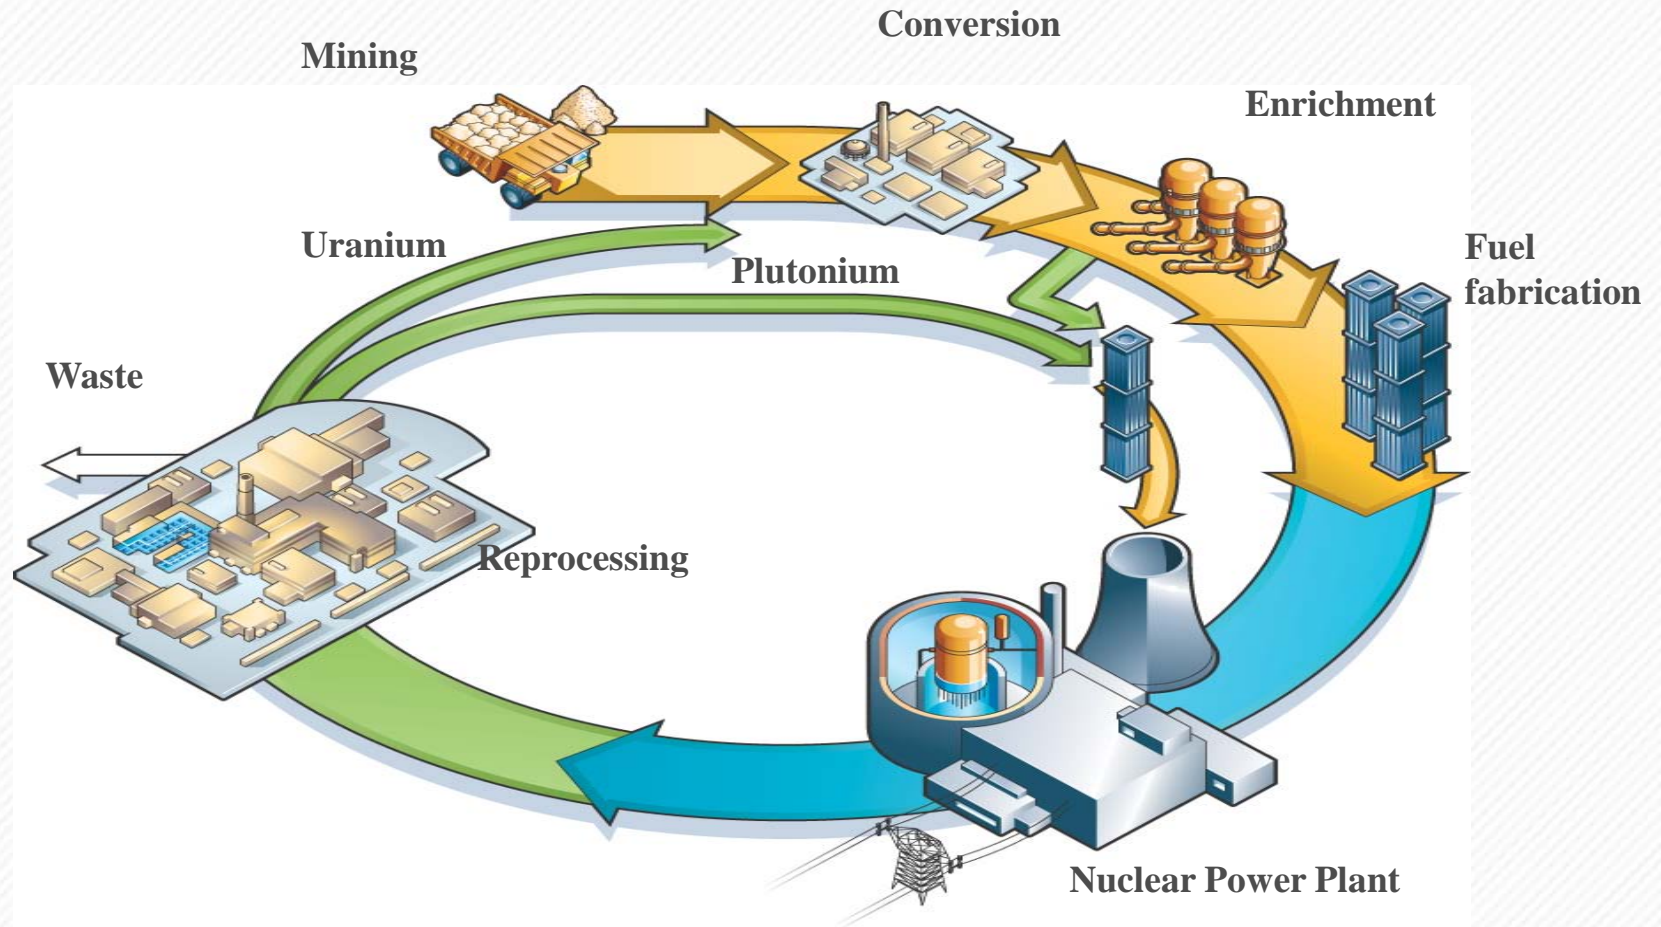 Conversion
Mining
Enrichment
Uranium
Plutonium
Fuel
fabrication
Waste
Reprocessing
Nuclear Power Plant